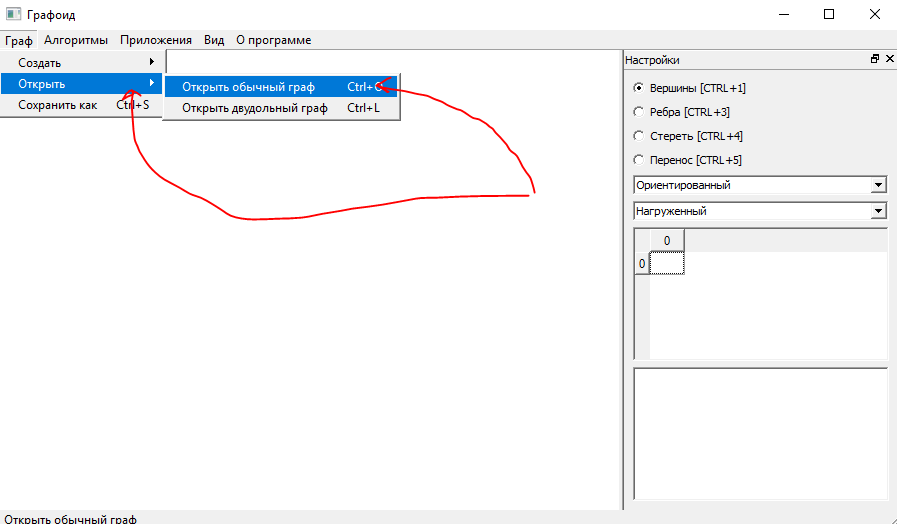 Графоид
Граф Алгоритмы Приложения Вид О программе
Создать
Открыть
Сохранить как Ctrl+S
Открыть обычный граф
Открыть двудольный граф Ctrl+L
Настройки
Вершины [CTRL+1]
Ребра [CTRL+3]
Стереть [CTRL+4]
Перенос [CTRL+5]
Ориентированный
Нагруженный
0
0
Открыть обычный граф